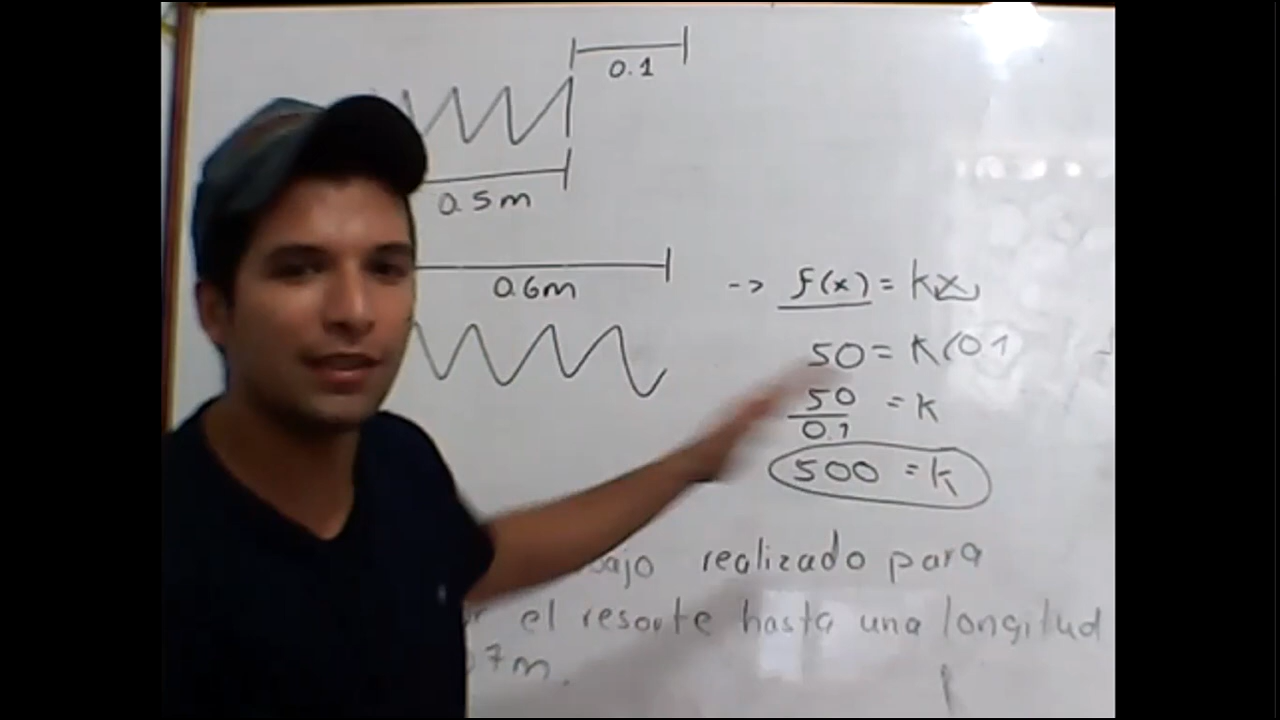 0.1
0.5m
0.6m
-> f(x) = kx
50 = k(0.1
50 = k
0.1
500 = k
realizado para
el resorte hasta una longitud
7m.